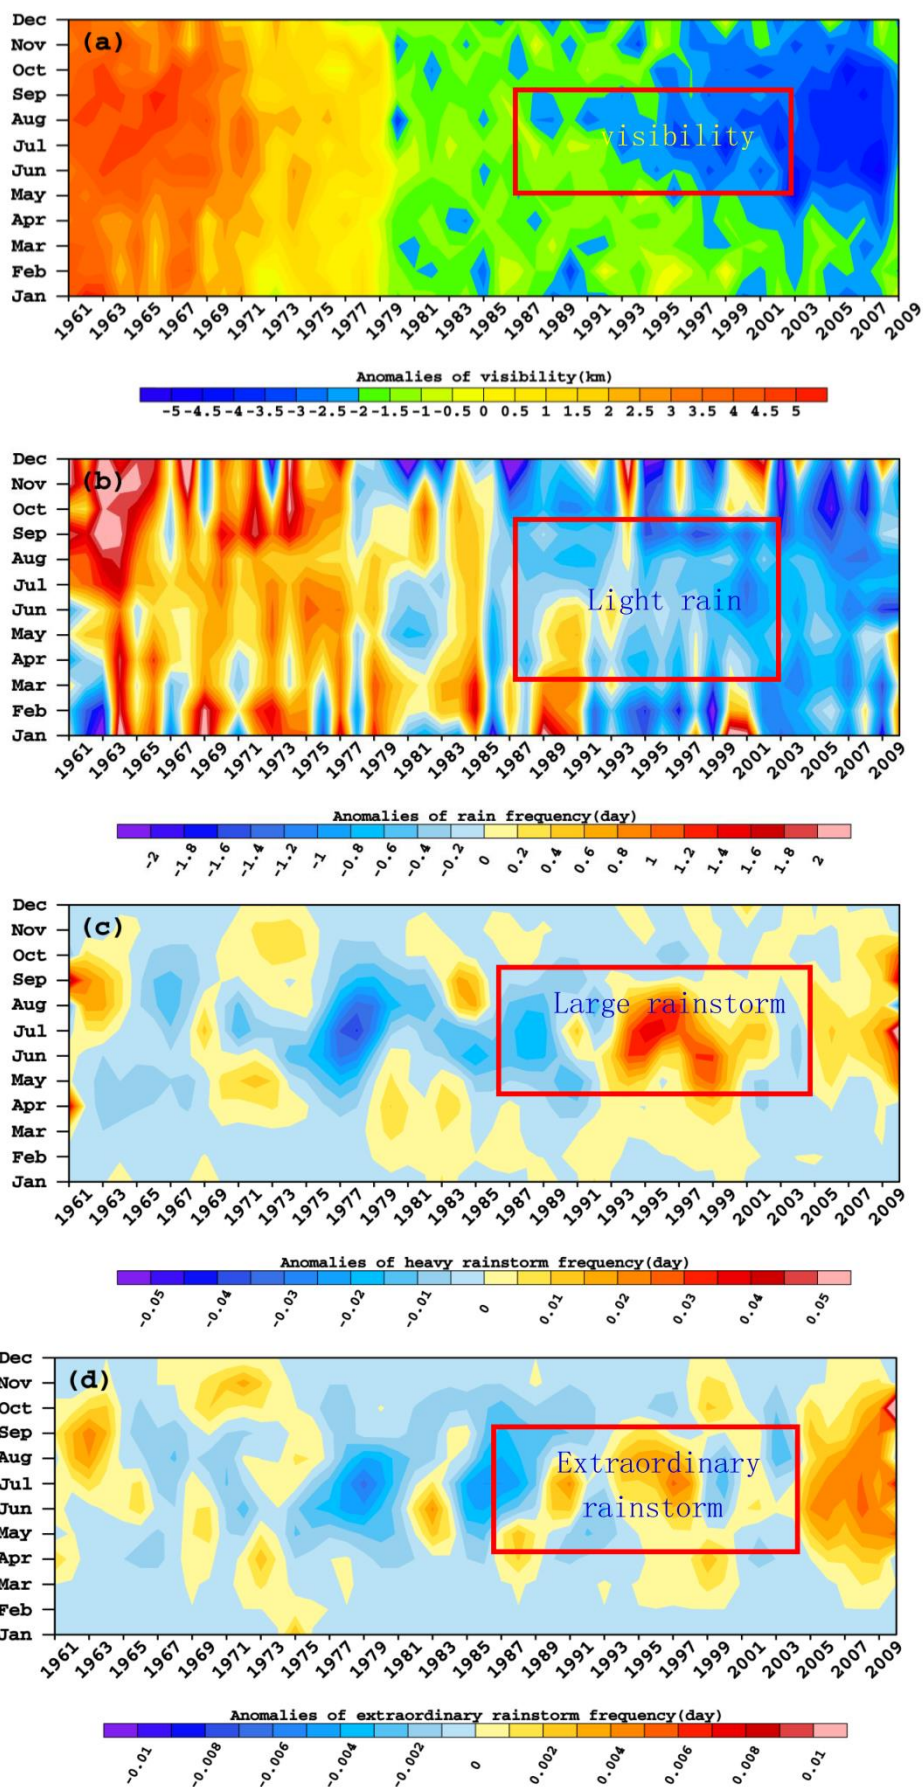 Dec
(a)
Nov
Oct
Sep
Aug
visibility
Jul
Jun
May
Apr
Mar
Feb
Jan
1961 1963 1965 1967 1969 1971 1973 1975 1977 1979 1981 1983 1985 1987 1989 1991 1993 1995 1997 1999 2001 2003 2005 2007 2009
Anomalies of visibility(km)
-5 -4.5 -4 -3.5 -3 -2.5 -2 -1.5 -1 -0.5 0 0.5 1 1.5 2 2.5 3 3.5 4 4.5 5
Dec
(b)
Nov
Oct
Sep
Aug
Jul
Light rain
Jun
May
Apr
Mar
Feb
Jan
1961 1963 1965 1967 1969 1971 1973 1975 1977 1979 1981 1983 1985 1987 1989 1991 1993 1995 1997 1999 2001 2003 2005 2007 2009
Anomalies of rain frequency(day)
-2 -1.8 -1.6 -1.4 -1.2 -1 -0.8 -0.6 -0.4 -0.2 0 0.2 0.4 0.6 0.8 1 1.2 1.4 1.6 1.8 2
Dec
(c)
Nov
Oct
Sep
Aug
Large rainstorm
Jul
Jun
May
Apr
Mar
Feb
Jan
1961 1963 1965 1967 1969 1971 1973 1975 1977 1979 1981 1983 1985 1987 1989 1991 1993 1995 1997 1999 2001 2003 2005 2007 2009
Anomalies of heavy rainstorm frequency(day)
-0.05 -0.04 -0.03 -0.02 -0.01 0 0.01 0.02 0.03 0.04 0.05
Dec
(d)
Nov
Oct
Sep
Aug
Extraordinary
Jul
rainstorm
Jun
May
Apr
Mar
Feb
Jan
1961 1963 1965 1967 1969 1971 1973 1975 1977 1979 1981 1983 1985 1987 1989 1991 1993 1995 1997 1999 2001 2003 2005 2007 2009
Anomalies of extraordinary rainstorm frequency(day)
-0.01 -0.008 -0.006 -0.004 -0.002 0 0.002 0.004 0.006 0.008 0.01